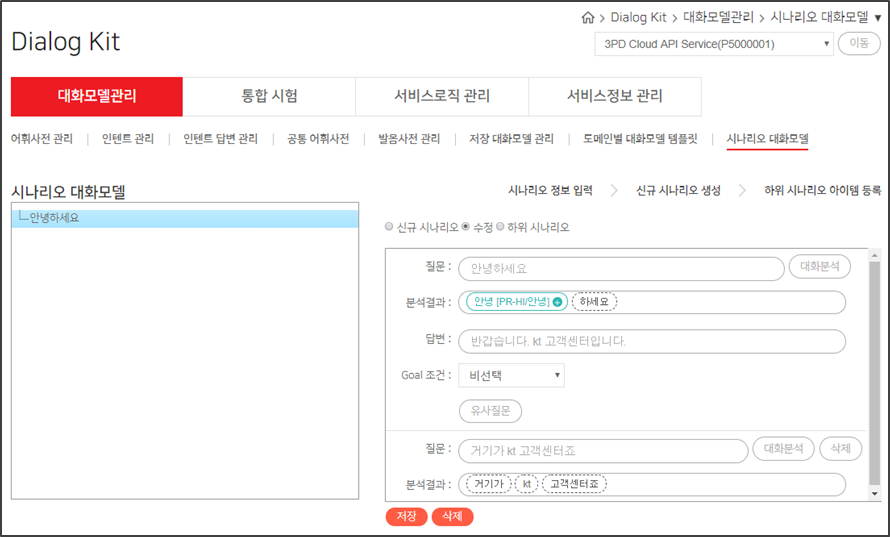 Dialog Kit > 대화모델관리 > 시나리오 대화모델 ▼
Dialog Kit
3PD Cloud API Service(P5000001) 이동
대화모델관리 통합 시험 서비스로직 관리 서비스정보 관리
어휘사전 관리 | 인텐트 관리 | 인텐트 답변 관리 | 공통 어휘사전 | 발음사전 관리 | 저장 대화모델 관리 | 도메인별 대화모델 템플릿 | 시나리오 대화모델
시나리오 대화모델
시나리오 정보 입력 > 신규 시나리오 생성 > 하위 시나리오 아이템 등록
안녕하세요
신규 시나리오 수정 하위 시나리오
질문 : 안녕하세요 대화분석
분석결과 : 안녕 [PR-HI/안녕] 하세요
답변 : 반갑습니다. kt 고객센터입니다.
Goal 조건 : 비선택
유사질문
질문 : 거기가 kt 고객센터죠 대화분석 삭제
분석결과 : 거기가 kt 고객센터죠
저장 삭제